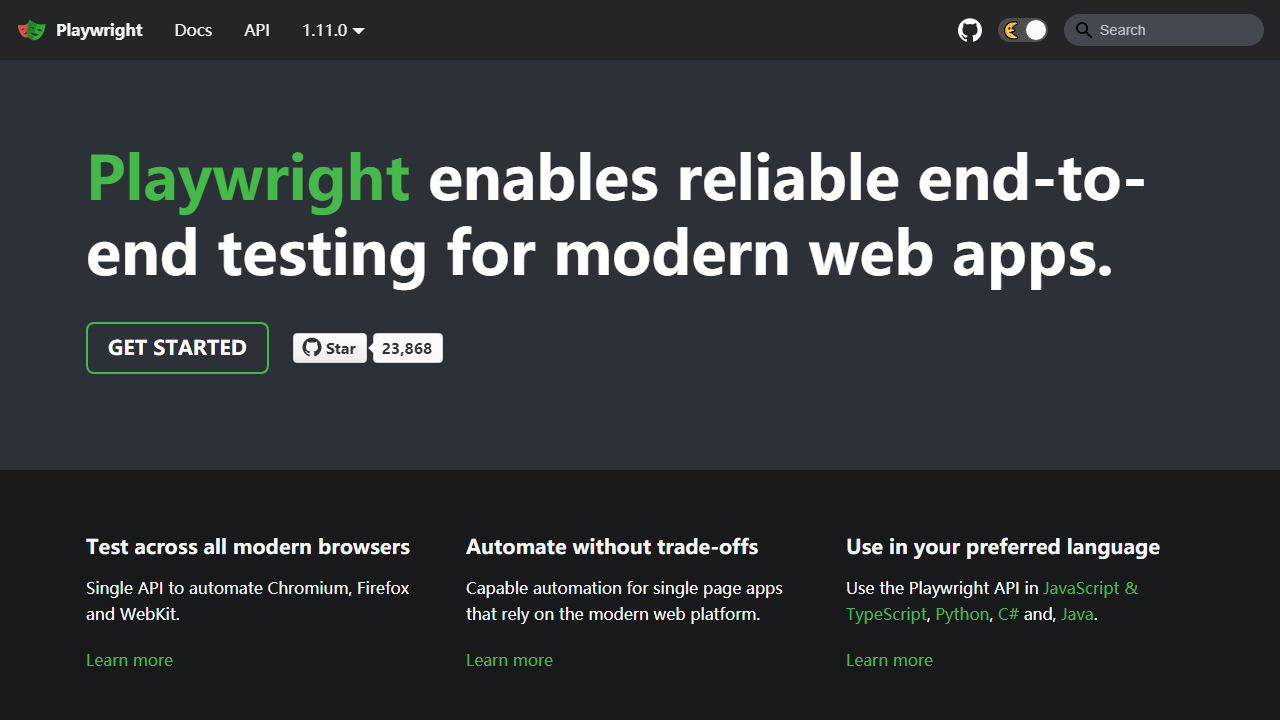 Playwright Docs API 1.11.0 Search
Playwright enables reliable end-to-
end testing for modern web apps.
GET STARTED Star 23,868
Test across all modern browsers
Single API to automate Chromium, Firefox
and WebKit.
Learn more
Automate without trade-offs
Capable automation for single page apps
that rely on the modern web platform.
Learn more
Use in your preferred language
Use the Playwright API in JavaScript &
TypeScript, Python, C# and, Java.
Learn more